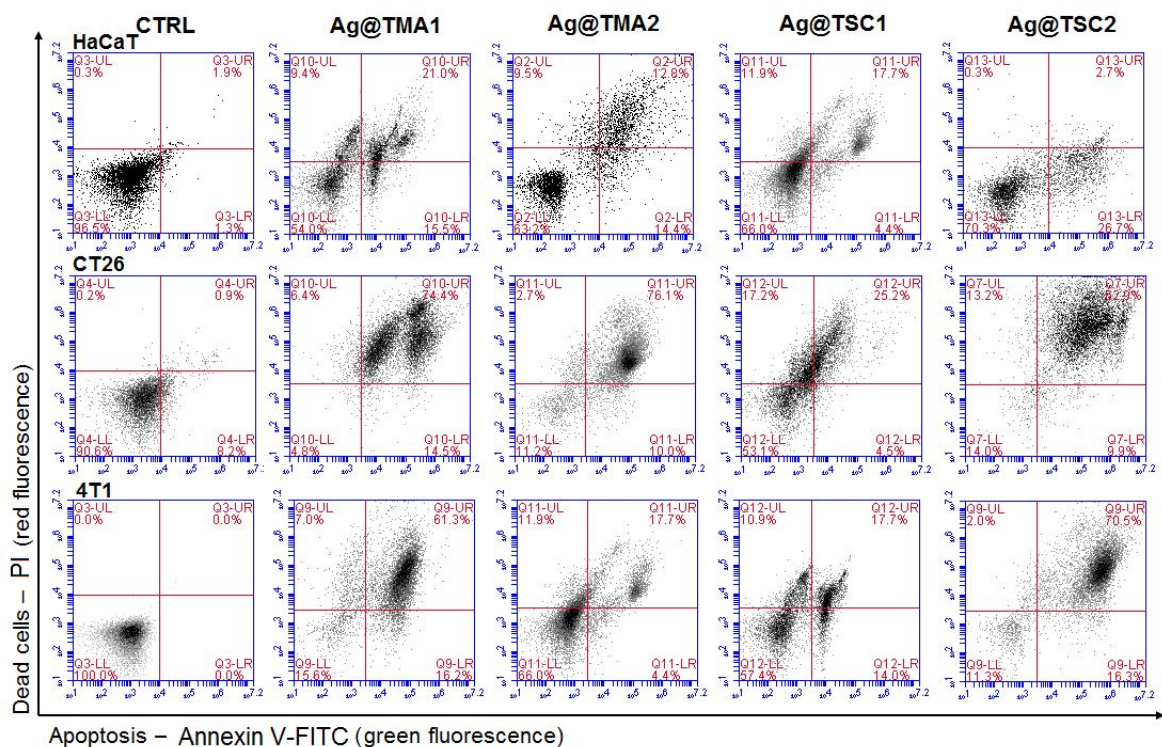 CTRL Ag@TMA1 Ag@TMA2 Ag@TSC1 Ag@TSC2
HaCaT
Q3-UL Q3-UR Q10-UL Q10-UR Q2-UL Q2-UR Q11-UL Q11-UR Q13-UL Q13-UR
0.3% 1.9% 9.4% 21.0% 9.5% 12.8% 11.9% 17.7% 0.3% 2.7%
Q3-LL Q3-LR Q10-LL Q10-LR Q2-LL Q2-LR Q11-LL Q11-LR Q13-LL Q13-LR
96.5% 1.3% 54.0% 15.5% 63.2% 14.4% 66.0% 4.4% 70.3% 26.7%
CT26
Q4-UL Q4-UR Q10-UL Q10-UR Q11-UL Q11-UR Q12-UL Q12-UR Q7-UL Q7-UR
0.2% 0.9% 6.4% 74.4% 2.7% 76.1% 17.2% 25.2% 13.2% 62.9%
Q4-LL Q4-LR Q10-LL Q10-LR Q11-LL Q11-LR Q12-LL Q12-LR Q7-LL Q7-LR
90.6% 8.2% 4.8% 14.5% 11.2% 10.0% 53.1% 4.5% 14.0% 9.9%
4T1
Q3-UL Q3-UR Q9-UL Q9-UR Q11-UL Q11-UR Q12-UL Q12-UR Q9-UL Q9-UR
0.0% 0.0% 7.0% 61.3% 11.9% 17.7% 10.9% 17.7% 2.0% 70.5%
Q3-LL Q3-LR Q9-LL Q9-LR Q11-LL Q11-LR Q12-LL Q12-LR Q9-LL Q9-LR
100.0% 0.0% 15.6% 16.2% 66.0% 4.4% 57.4% 14.0% 11.3% 16.3%
Dead cells – PI (red fluorescence)
Apoptosis – Annexin V-FITC (green fluorescence)